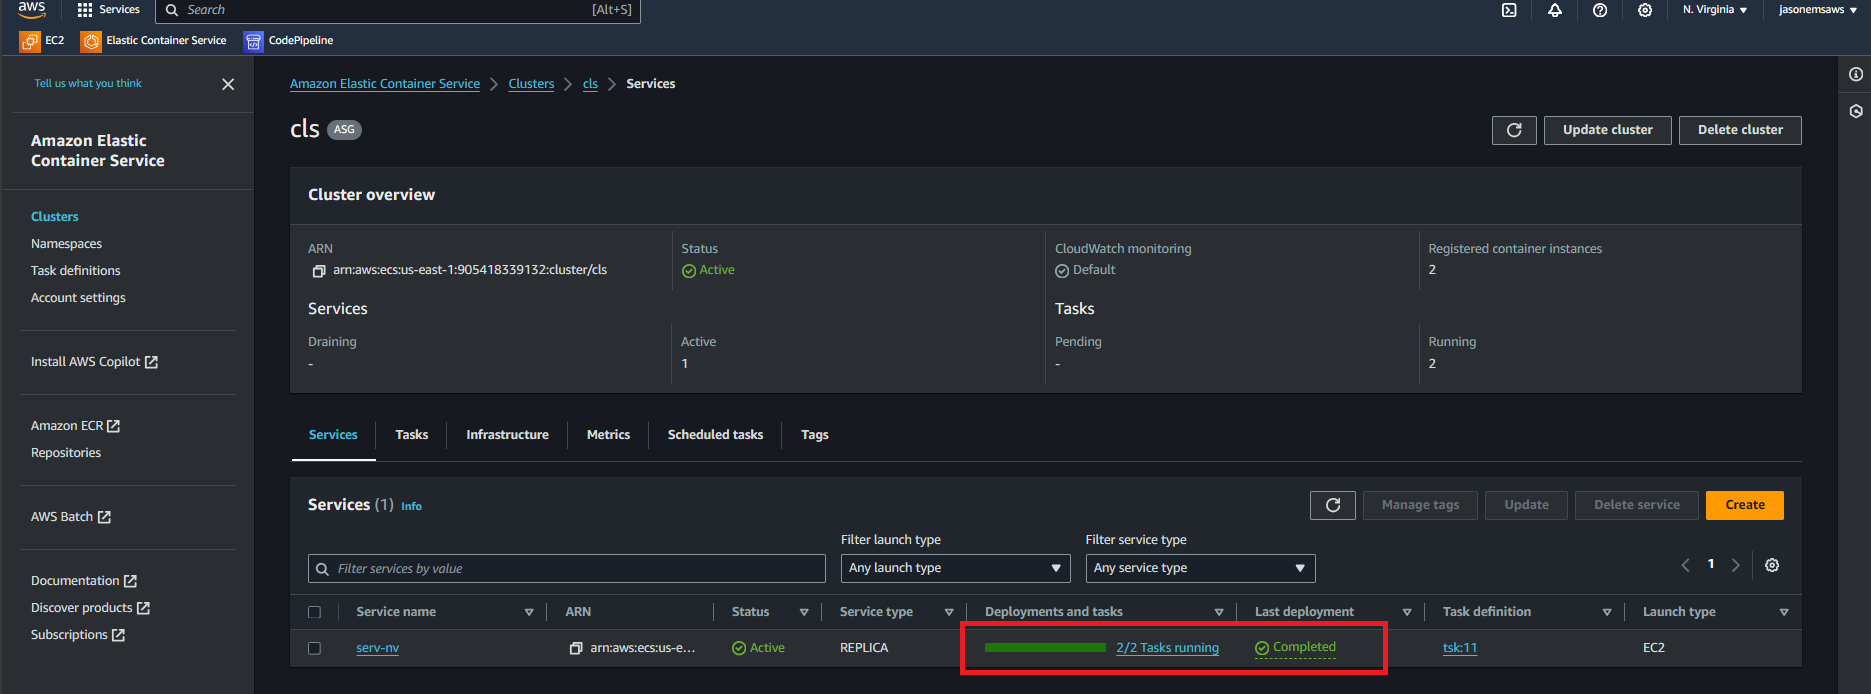 aws
Services
Search
[Alt+S]
N. Virginia
jasonemsaws
EC2
Elastic Container Service
CodePipeline
Tell us what you think
Amazon Elastic Container Service
Clusters
cls
Services
Amazon Elastic
Container Service
cls
ASG
Update cluster
Delete cluster
Cluster overview
Clusters
Namespaces
Task definitions
Account settings
Install AWS Copilot
Amazon ECR
Repositories
AWS Batch
Documentation
Discover products
Subscriptions
ARN
arn:aws:ecs:us-east-1:905418339132:cluster/cls
Status
Active
CloudWatch monitoring
Default
Registered container instances
2
Services
Tasks
Draining
-
Active
1
Pending
-
Running
2
Services
Tasks
Infrastructure
Metrics
Scheduled tasks
Tags
Services (1)
Info
Manage tags
Update
Delete service
Create
Filter services by value
Filter launch type
Any launch type
Filter service type
Any service type
1
Service name
ARN
Status
Service type
Deployments and tasks
Last deployment
Task definition
Launch type
serv-nv
arn:aws:ecs:us-e...
Active
REPLICA
2/2 Tasks running
Completed
tsk:11
EC2